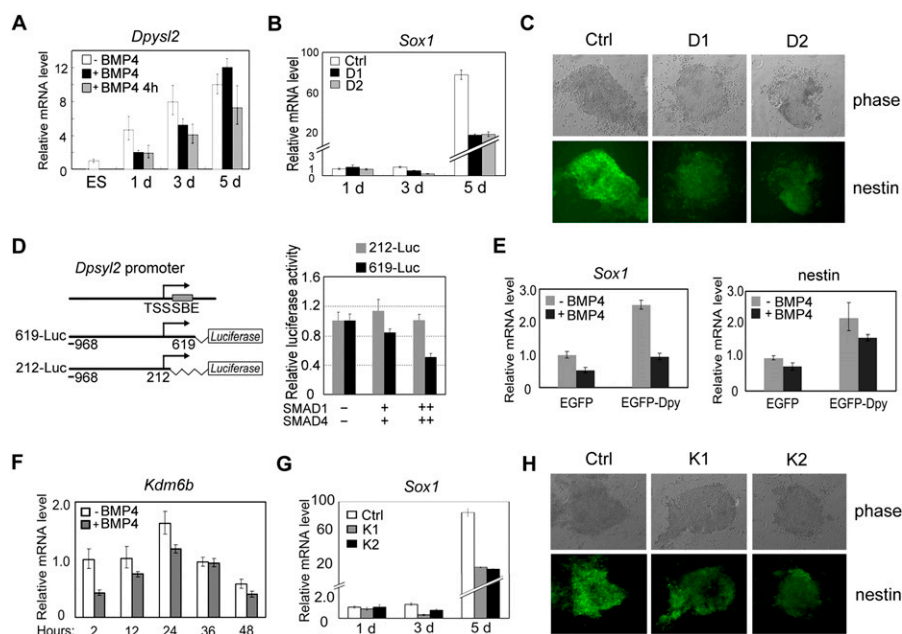 A
Dpysl2
Relative mRNA level
12
8
4
0
- BMP4
+ BMP4
+ BMP4 4h
ES 1 d 3 d 5 d
B
Sox1
Relative mRNA level
100
80
60
20
3
2
1
0
Ctrl
D1
D2
1 d 3 d 5 d
C
Ctrl D1 D2
phase
nestin
D
Dpsyl2 promoter
TSSSBE
619-Luc
-968 619 Luciferase
212-Luc
-968 212 Luciferase
212-Luc
619-Luc
Relative luciferase activity
1.6
1.2
0.8
0.4
0
SMAD1 – + ++
SMAD4 – + ++
E
Sox1
Relative mRNA level
3.0
2.0
1.0
0
- BMP4
+ BMP4
EGFP EGFP-Dpy
nestin
Relative mRNA level
3.0
2.0
1.0
0
- BMP4
+ BMP4
EGFP EGFP-Dpy
F
Kdm6b
Relative mRNA level
2.0
1.0
0
- BMP4
+BMP4
Hours: 2 12 24 36 48
G
Sox1
Relative mRNA level
100
60
20
2.0
0
Ctrl
K1
K2
1 d 3 d 5 d
H
Ctrl K1 K2
phase
nestin